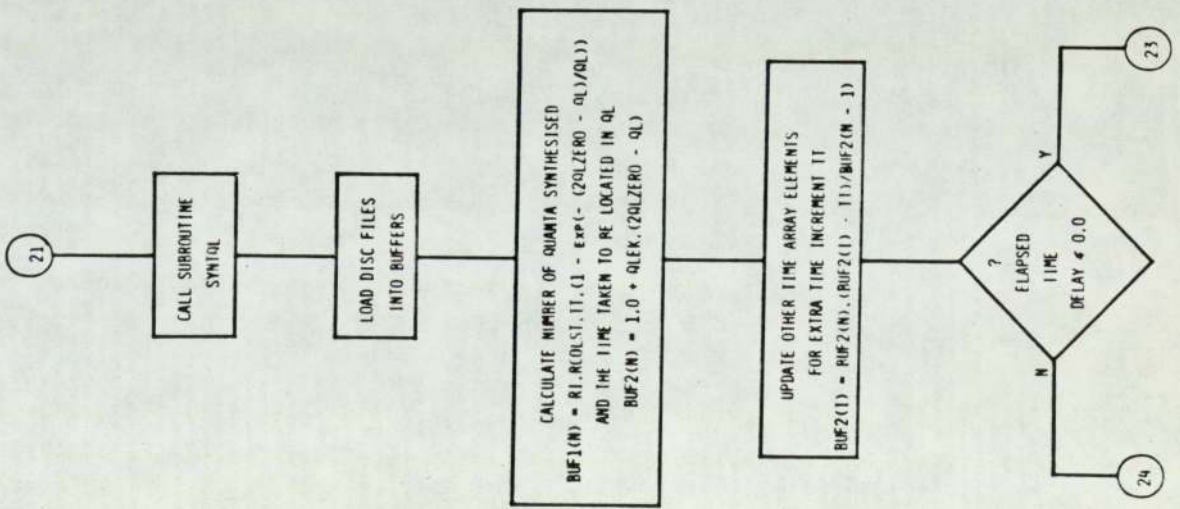 21
CALL SUBROUTINE
SYNTQL
LOAD DISC FILES
INTO BUFFERS
CALCULATE NUMBER OF QUANTA SYNTHESISED
BUF1(N) = RI.RCOLST.TT.(1 - EXP(- (2QLZERO - QL)/QL))
AND THE TIME TAKEN TO BE LOCATED IN QL
BUF2(N) = 1.0 + QLEK.(2QLZERO - QL)
UPDATE OTHER TIME ARRAY ELEMENTS
FOR EXTRA TIME INCREMENT TT
BUF2(I) = BUF2(N).(BUF2(I) - TT)/BUF2(N - 1)
?
ELAPSED
TIME
DELAY ≤ 0.0
N
Y
24
23